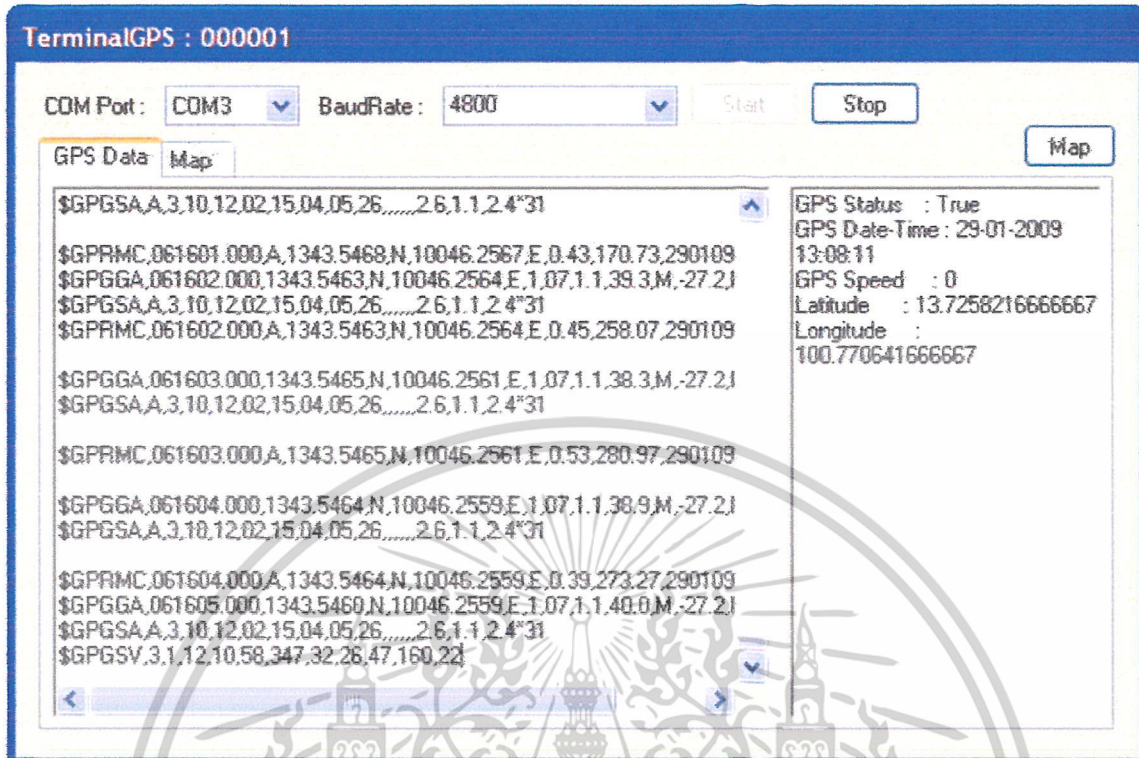 TerminalGPS : 000001
COM Port : COM3 BaudRate : 4800 Start Stop
Map
GPS Data Map
$GPGSA,A,3,10,12,02,15,04,05,26,,,,,,2.6,1.1,2.4*31
$GPRMC,061601.000,A,1343.5468,N,10046.2567,E,0.43,170.73,290109
$GPGGA,061602.000,1343.5463,N,10046.2564,E,1,07,1.1,39.3,M,-27.2,
$GPGSA,A,3,10,12,02,15,04,05,26,,,,,,2.6,1.1,2.4*31
$GPRMC,061602.000,A,1343.5463,N,10046.2564,E,0.45,258.07,290109
$GPGGA,061603.000,1343.5465,N,10046.2561,E,1,07,1.1,38.3,M,-27.2,
$GPGSA,A,3,10,12,02,15,04,05,26,,,,,,2.6,1.1,2.4*31
$GPRMC,061603.000,A,1343.5465,N,10046.2561,E,0.53,280.97,290109
$GPGGA,061604.000,1343.5464,N,10046.2559,E,1,07,1.1,38.9,M,-27.2,
$GPGSA,A,3,10,12,02,15,04,05,26,,,,,,2.6,1.1,2.4*31
$GPRMC,061604.000,A,1343.5464,N,10046.2559,E,0.39,273.27,290109
$GPGGA,061605.000,1343.5460,N,10046.2559,E,1,07,1.1,40.0,M,-27.2,
$GPGSA,A,3,10,12,02,15,04,05,26,,,,,,2.6,1.1,2.4*31
$GPGSV,3,1,12,10,58,347,32,26,47,160,22
GPS Status : True
GPS Date-Time : 29-01-2009
13:08:11
GPS Speed : 0
Latitude : 13.7258216666667
Longitude :
100.770641666667